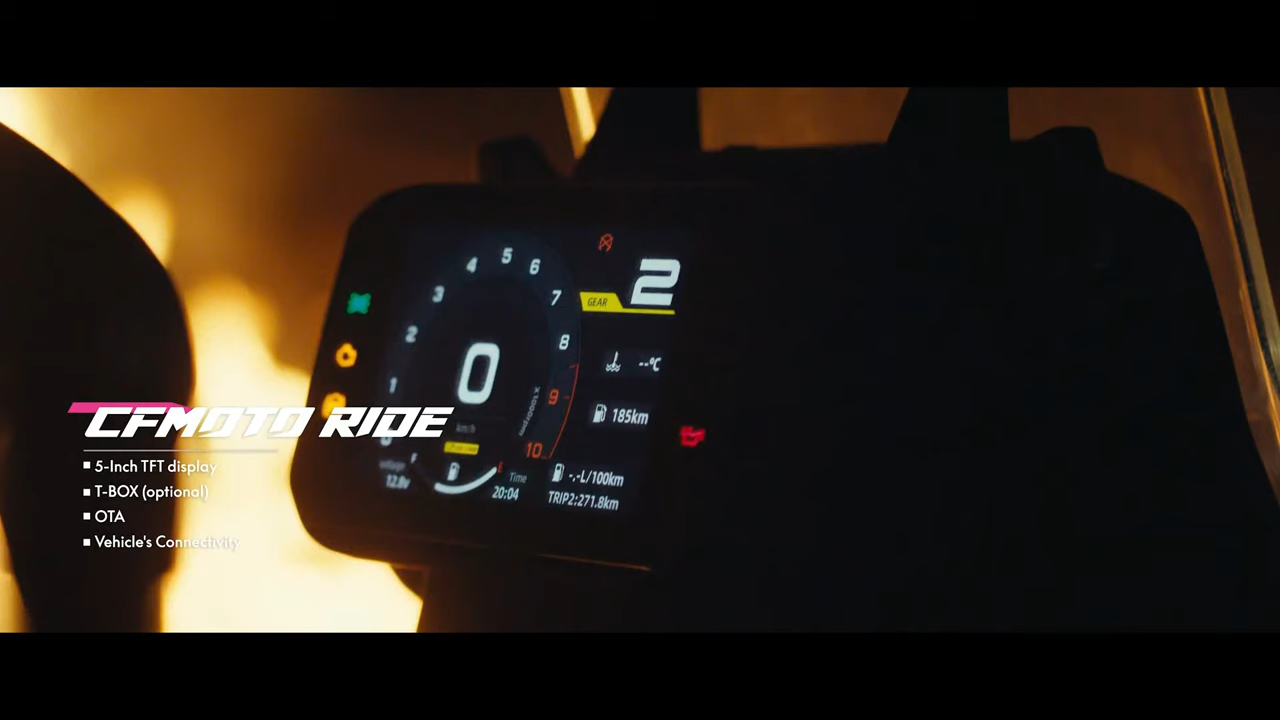 CFMOTO RIDE
5-Inch TFT display
T-BOX (optional)
OTA
Vehicle's Connectivity
1
2
3
4
5
6
7
8
9
10
0
km/h
X1000rpm
2
GEAR
--°C
185km
F
E
12.8v
Time
20:04
-.-L/100km
TRIP2:271.8km